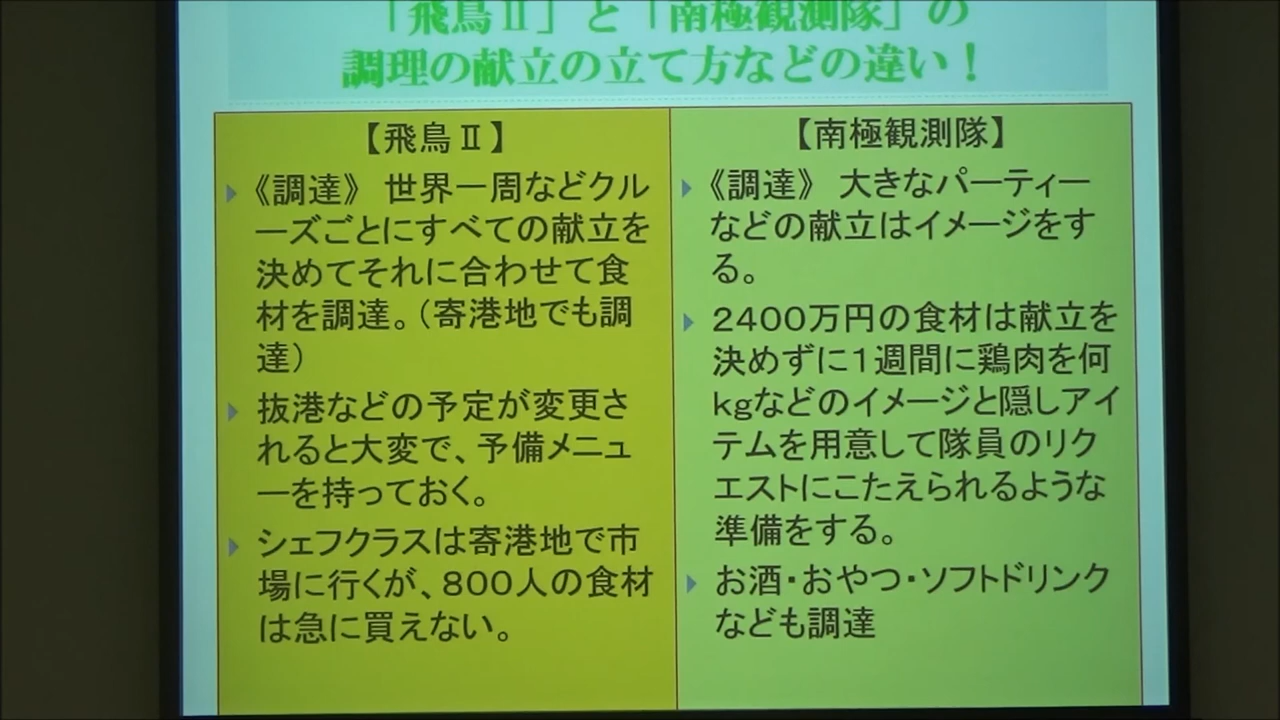 「飛鳥Ⅱ」と「南極観測隊」の
調理の献立の立て方などの違い！
【飛鳥Ⅱ】
《調達》 世界一周などクル
ーズごとにすべての献立を
決めてそれに合わせて食
材を調達。（寄港地でも調
達）
抜港などの予定が変更さ
れると大変で、予備メニュ
ーを持っておく。
シェフクラスは寄港地で市
場に行くが、８００人の食材
は急に買えない。
【南極観測隊】
《調達》 大きなパーティー
などの献立はイメージをす
る。
２４００万円の食材は献立を
決めずに１週間に鶏肉を何
kgなどのイメージと隠しアイ
テムを用意して隊員のリク
エストにこたえられるような
準備をする。
お酒・おやつ・ソフトドリンク
なども調達